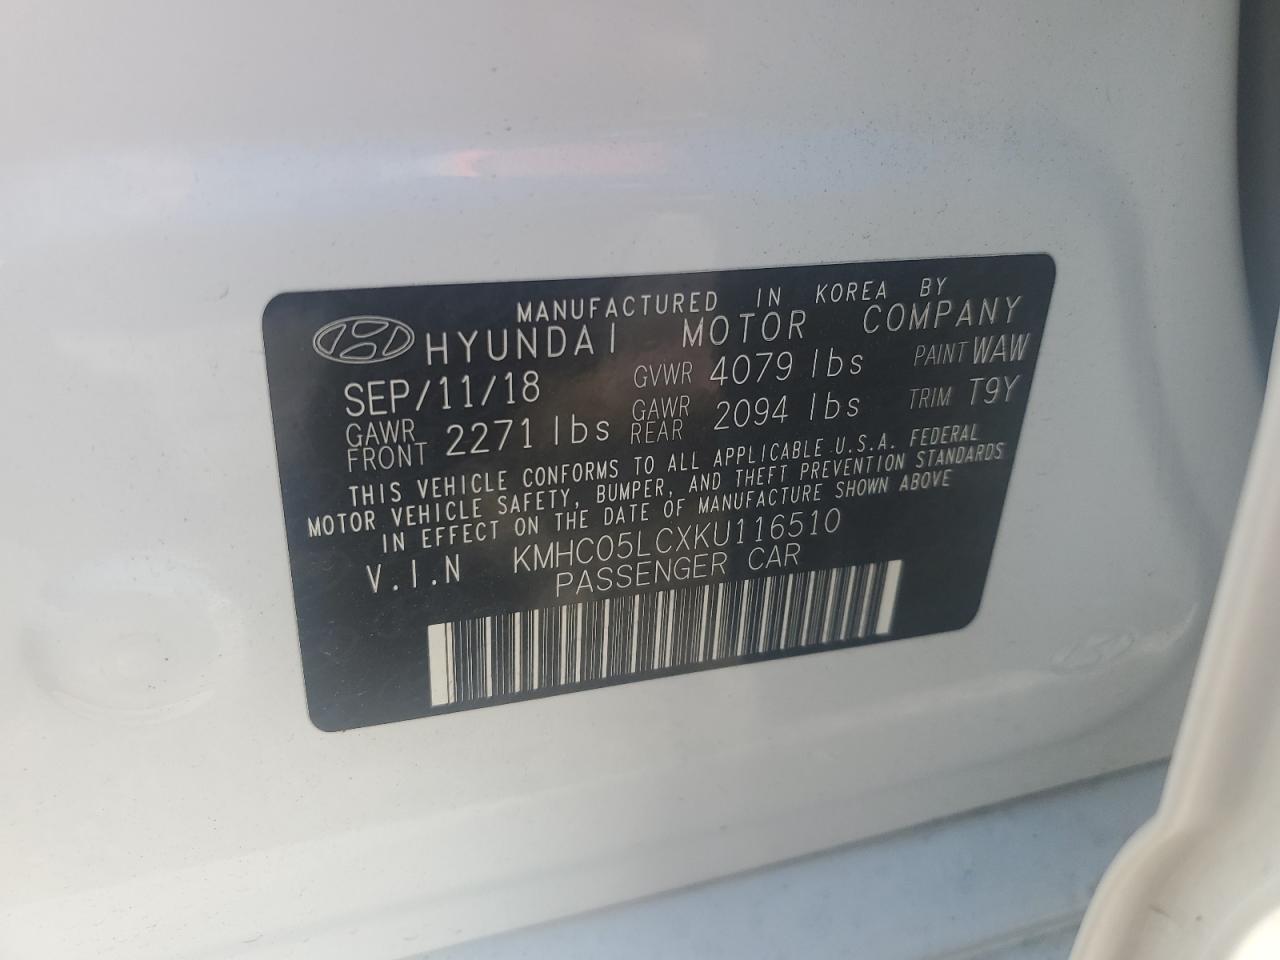 MANUFACTURED IN KOREA BY
HYUNDAI MOTOR COMPANY
SEP/11/18 GVWR 4079 lbs PAINT WAW
GAWR FRONT 2271 lbs GAWR REAR 2094 lbs TRIM T9Y
THIS VEHICLE CONFORMS TO ALL APPLICABLE U.S.A. FEDERAL
MOTOR VEHICLE SAFETY, BUMPER, AND THEFT PREVENTION STANDARDS
IN EFFECT ON THE DATE OF MANUFACTURE SHOWN ABOVE
V.I.N KMHC05LCXKU116510
PASSENGER CAR